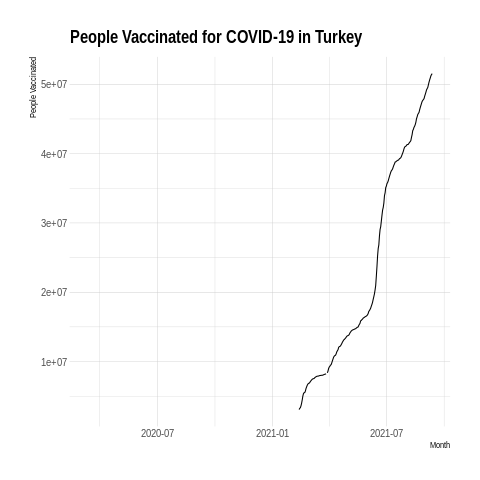 People Vaccinated for COVID-19 in Turkey
People Vaccinated
5e+07
4e+07
3e+07
2e+07
1e+07
2020-07
2021-01
2021-07
Month